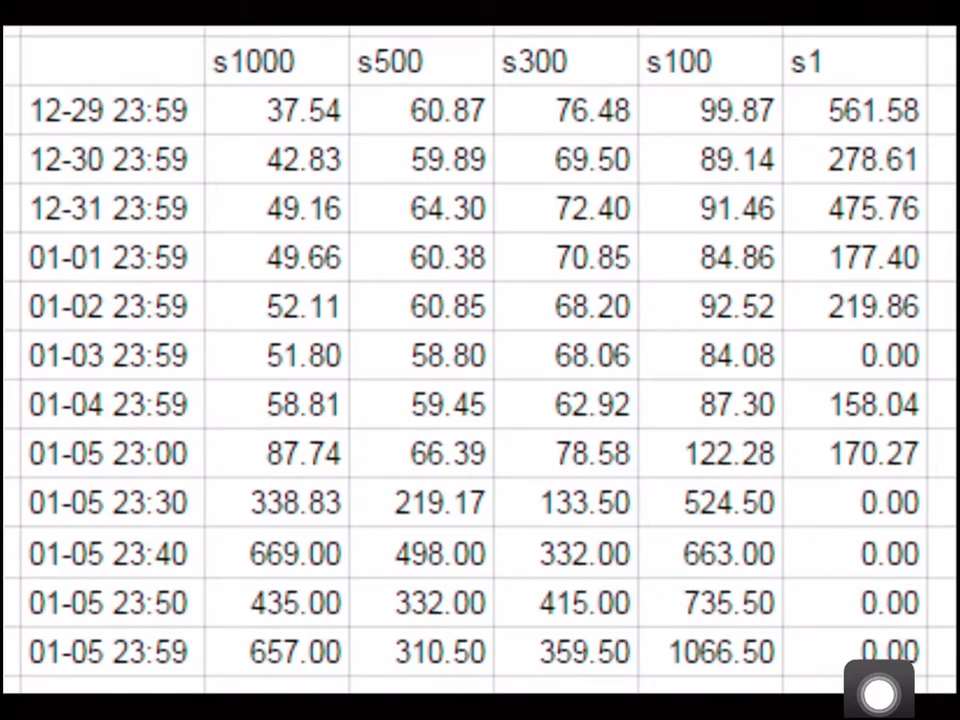 s1000 s500 s300 s100 s1
12-29 23:59 37.54 60.87 76.48 99.87 561.58
12-30 23:59 42.83 59.89 69.50 89.14 278.61
12-31 23:59 49.16 64.30 72.40 91.46 475.76
01-01 23:59 49.66 60.38 70.85 84.86 177.40
01-02 23:59 52.11 60.85 68.20 92.52 219.86
01-03 23:59 51.80 58.80 68.06 84.08 0.00
01-04 23:59 58.81 59.45 62.92 87.30 158.04
01-05 23:00 87.74 66.39 78.58 122.28 170.27
01-05 23:30 338.83 219.17 133.50 524.50 0.00
01-05 23:40 669.00 498.00 332.00 663.00 0.00
01-05 23:50 435.00 332.00 415.00 735.50 0.00
01-05 23:59 657.00 310.50 359.50 1066.50 0.00